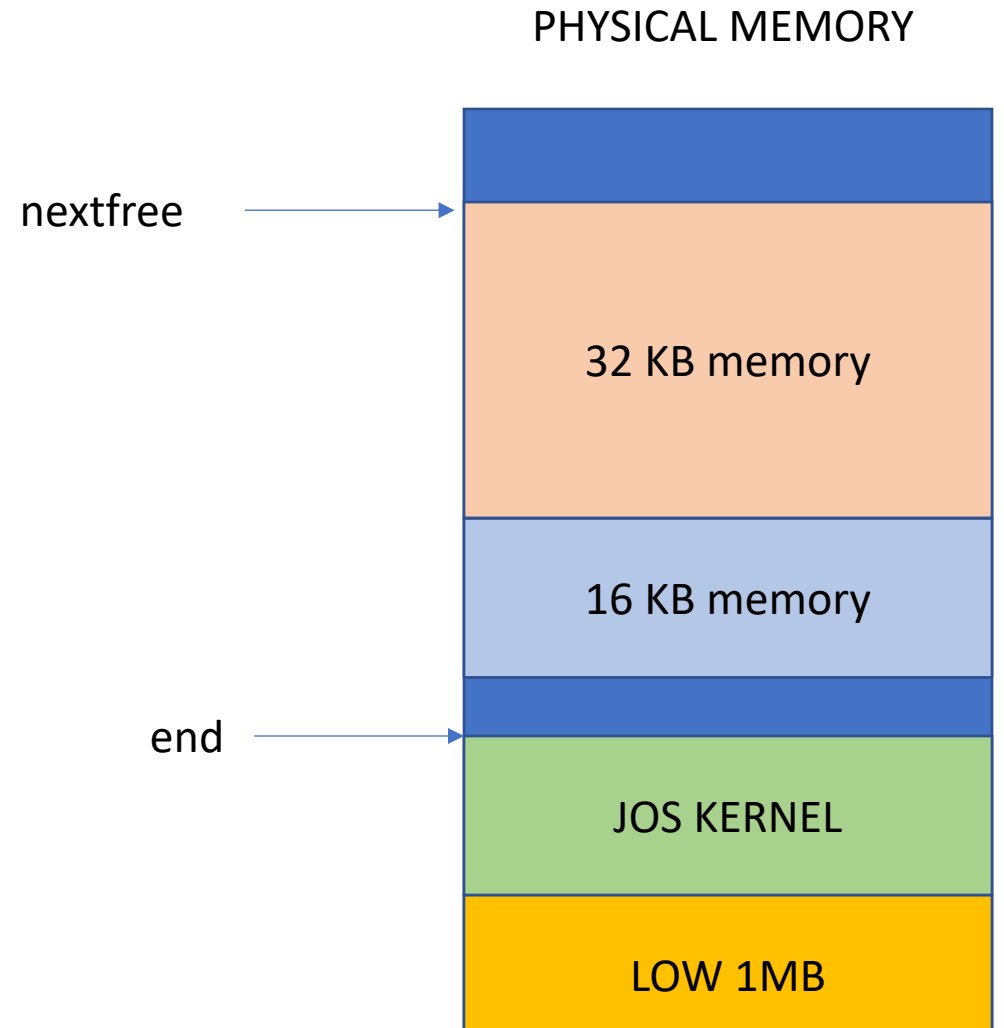 PHYSICAL MEMORY
nextfree
32 KB memory
16 KB memory
end
JOS KERNEL
LOW 1MB